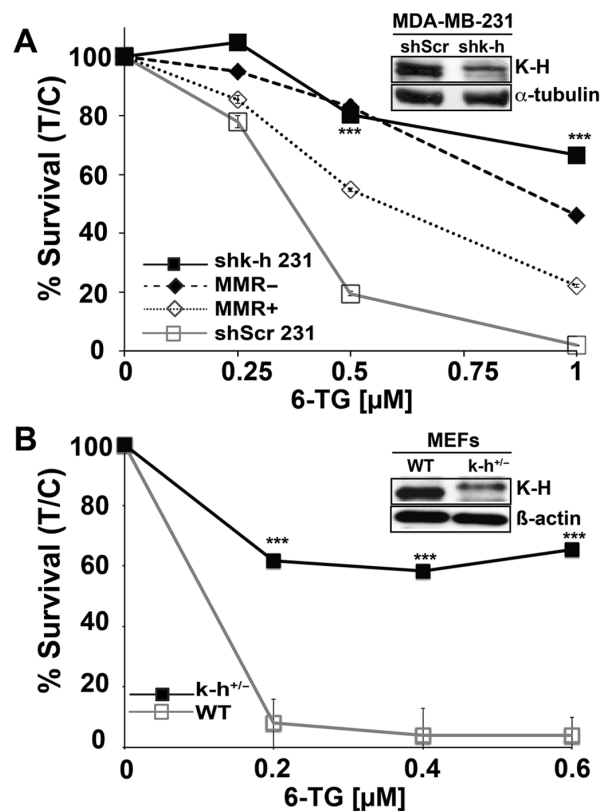 A
MDA-MB-231
shScr shk-h
K-H
α-tubulin
% Survival (T/C)
100
80
60
40
20
0
***
***
shk-h 231
MMR−
MMR+
shScr 231
0 0.25 0.5 0.75 1
6-TG [µM]
B
MEFs
WT k-h+/−
K-H
ß-actin
% Survival (T/C)
100
80
60
40
20
0
***
***
***
k-h+/−
WT
0 0.2 0.4 0.6
6-TG [µM]